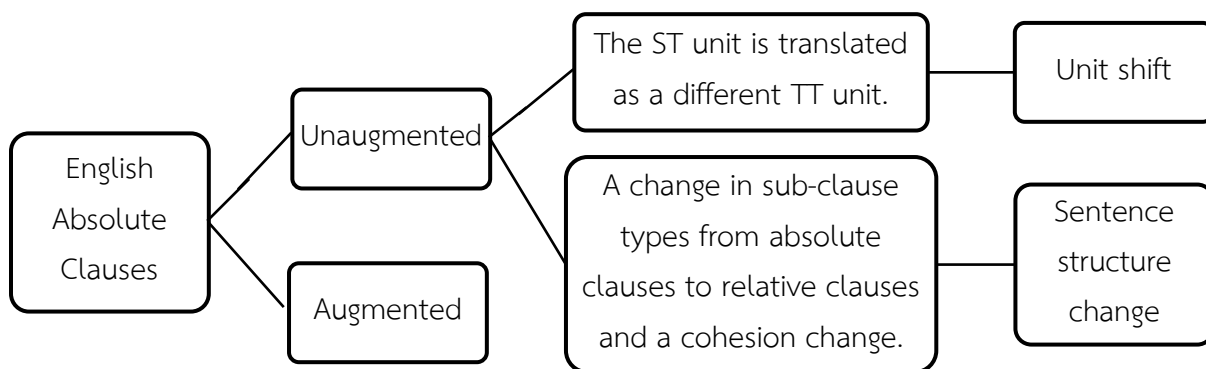 English
Absolute
Clauses
Unaugmented
Augmented
The ST unit is translated
as a different TT unit.
A change in sub-clause
types from absolute
clauses to relative clauses
and a cohesion change.
Unit shift
Sentence
structure
change